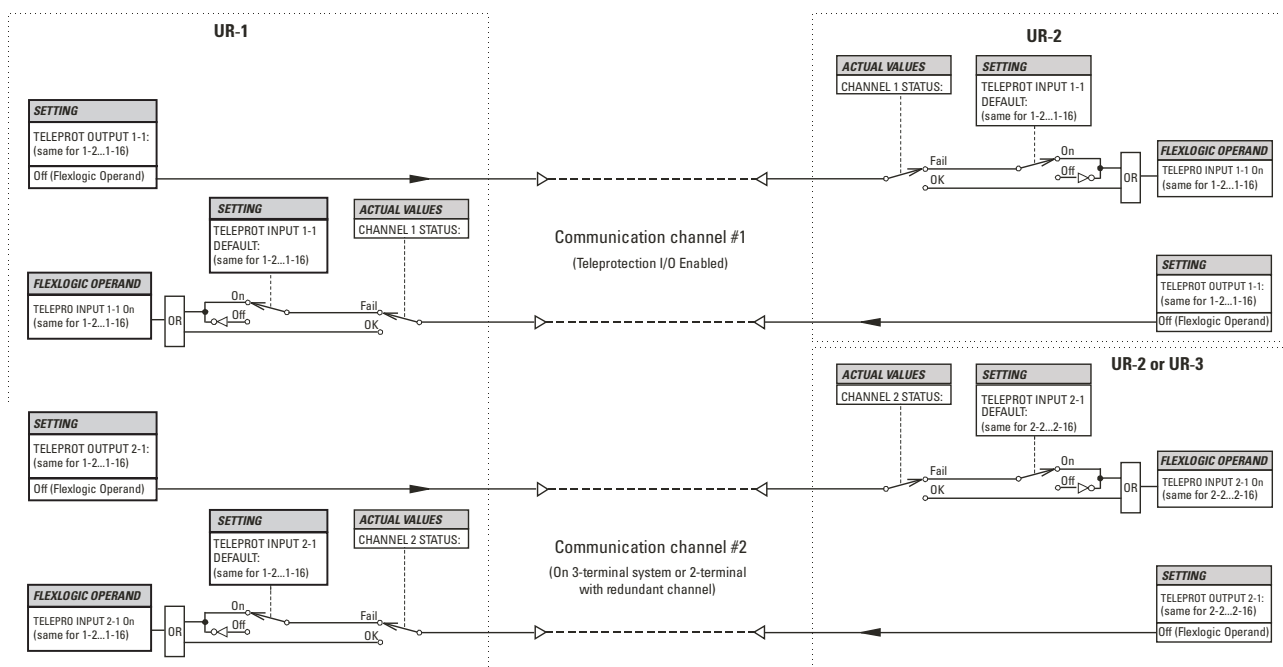 UR-1
UR-2
ACTUAL VALUES
CHANNEL 1 STATUS:
SETTING
TELEPROT INPUT 1-1
DEFAULT:
(same for 1-2...1-16)
SETTING
TELEPROT OUTPUT 1-1:
(same for 1-2...1-16)
Off (Flexlogic Operand)
Fail
OK
On
Off
OR
FLEXLOGIC OPERAND
TELEPRO INPUT 1-1 On
(same for 1-2...1-16)
SETTING
TELEPROT INPUT 1-1
DEFAULT:
(same for 1-2...1-16)
ACTUAL VALUES
CHANNEL 1 STATUS:
Communication channel #1
(Teleprotection I/O Enabled)
SETTING
TELEPROT OUTPUT 1-1:
(same for 1-2...1-16)
Off (Flexlogic Operand)
FLEXLOGIC OPERAND
TELEPRO INPUT 1-1 On
(same for 1-2...1-16)
OR
On
Off
Fail
OK
UR-2 or UR-3
ACTUAL VALUES
CHANNEL 2 STATUS:
SETTING
TELEPROT INPUT 2-1
DEFAULT:
(same for 2-2...2-16)
SETTING
TELEPROT OUTPUT 2-1:
(same for 1-2...1-16)
Off (Flexlogic Operand)
Fail
OK
On
Off
OR
FLEXLOGIC OPERAND
TELEPRO INPUT 2-1 On
(same for 2-2...2-16)
SETTING
TELEPROT INPUT 2-1
DEFAULT:
(same for 1-2...1-16)
ACTUAL VALUES
CHANNEL 2 STATUS:
Communication channel #2
(On 3-terminal system or 2-terminal
with redundant channel)
SETTING
TELEPROT OUTPUT 2-1:
(same for 2-2...2-16)
Off (Flexlogic Operand)
FLEXLOGIC OPERAND
TELEPRO INPUT 2-1 On
(same for 1-2...1-16)
OR
On
Off
Fail
OK